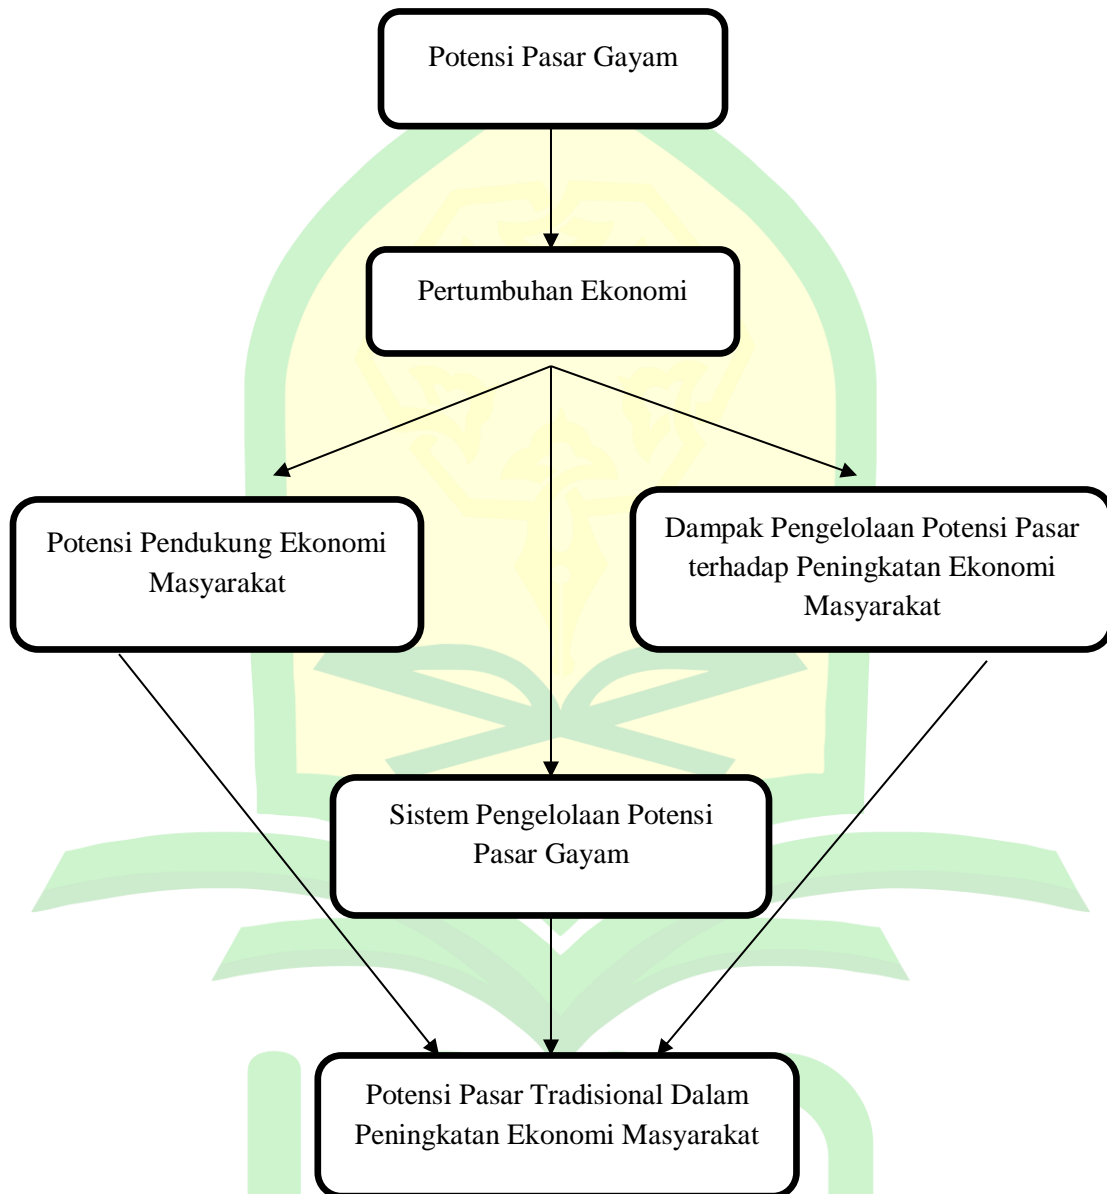 Potensi Pasar Gayam
Pertumbuhan Ekonomi
Potensi Pendukung Ekonomi
Masyarakat
Dampak Pengelolaan Potensi Pasar
terhadap Peningkatan Ekonomi
Masyarakat
Sistem Pengelolaan Potensi
Pasar Gayam
Potensi Pasar Tradisional Dalam
Peningkatan Ekonomi Masyarakat